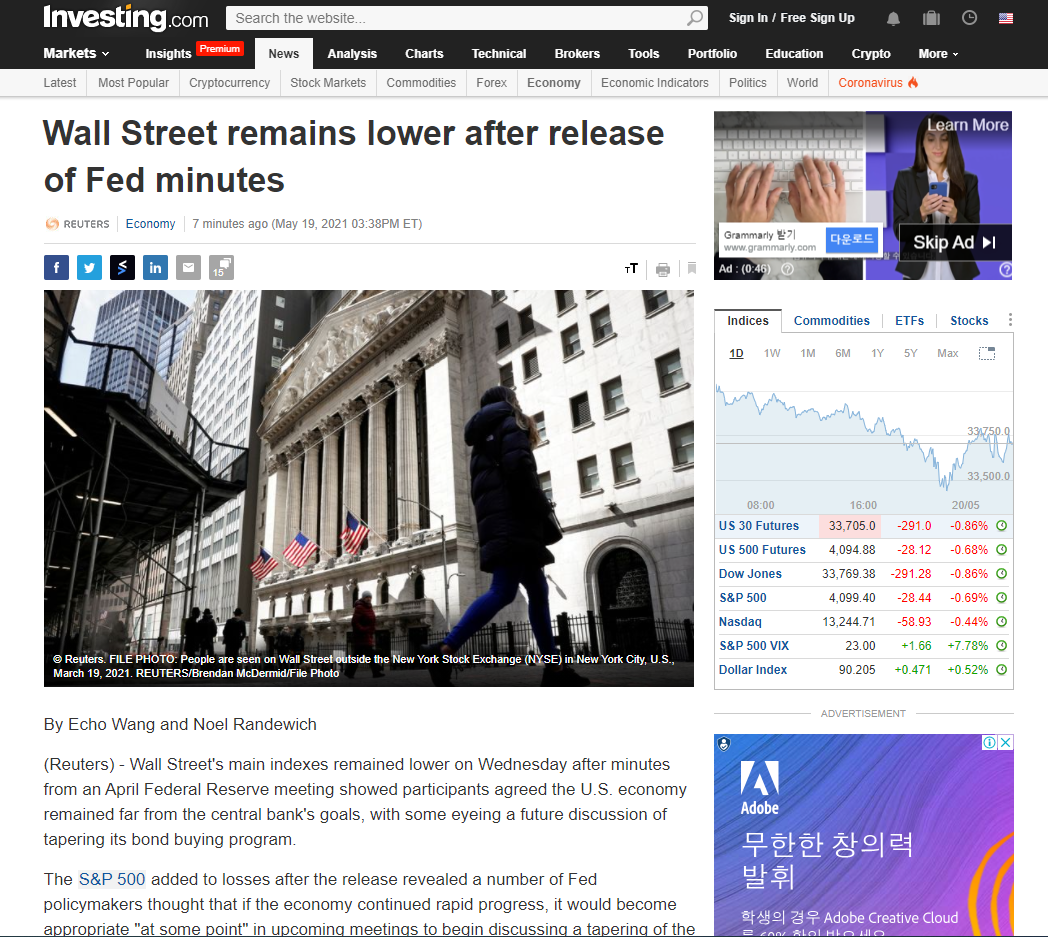 Investing.com
Search the website...
Sign In / Free Sign Up
Markets
Insights
Premium
News
Analysis
Charts
Technical
Brokers
Tools
Portfolio
Education
Crypto
More
Latest
Most Popular
Cryptocurrency
Stock Markets
Commodities
Forex
Economy
Economic Indicators
Politics
World
Coronavirus
Wall Street remains lower after release
of Fed minutes
REUTERS
Economy
7 minutes ago (May 19, 2021 03:38PM ET)
15
© Reuters. FILE PHOTO: People are seen on Wall Street outside the New York Stock Exchange (NYSE) in New York City, U.S.,
March 19, 2021. REUTERS/Brendan McDermid/File Photo
By Echo Wang and Noel Randewich
(Reuters) - Wall Street's main indexes remained lower on Wednesday after minutes
from an April Federal Reserve meeting showed participants agreed the U.S. economy
remained far from the central bank's goals, with some eyeing a future discussion of
tapering its bond buying program.
The S&P 500 added to losses after the release revealed a number of Fed
policymakers thought that if the economy continued rapid progress, it would become
appropriate "at some point" in upcoming meetings to begin discussing a tapering of the
Learn More
Grammarly 받기
www.grammarly.com
다운로드
Skip Ad
Ad : (0:46)
Indices
Commodities
ETFs
Stocks
1D 1W 1M 6M 1Y 5Y Max
33,750.0
33,500.0
08:00 16:00 20/05
US 30 Futures 33,705.0 -291.0 -0.86%
US 500 Futures 4,094.88 -28.12 -0.68%
Dow Jones 33,769.38 -291.28 -0.86%
S&P 500 4,099.40 -28.44 -0.69%
Nasdaq 13,244.71 -58.93 -0.44%
S&P 500 VIX 23.00 +1.66 +7.78%
Dollar Index 90.205 +0.471 +0.52%
ADVERTISEMENT
Adobe
무한한 창의력
발휘
학생의 경우 Adobe Creative Cloud